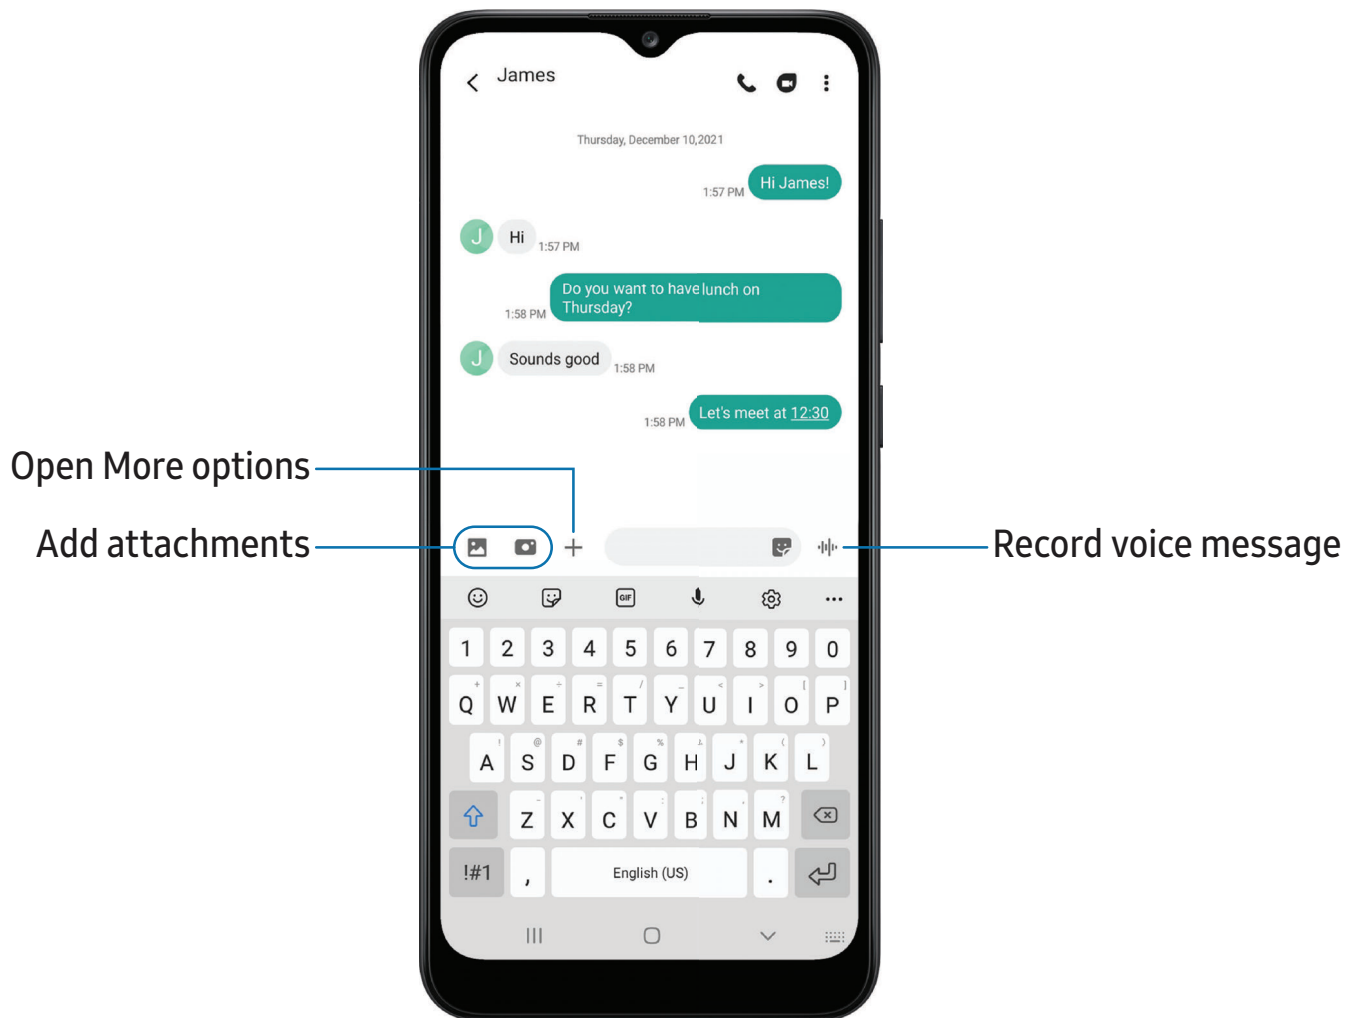 James
Thursday, December 10,2021
1:57 PM Hi James!
J Hi 1:57 PM
Do you want to have lunch on
Thursday?
1:58 PM
J Sounds good 1:58 PM
1:58 PM Let's meet at 12:30
Open More options
Add attachments
Record voice message
GIF
1 2 3 4 5 6 7 8 9 0
+ × ÷ = / _ < > [ ]
Q W E R T Y U I O P
! @ # $ % * ( )
A S D F G H J K L
- ' : ; , ?
Z X C V B N M
!#1 , English (US) .